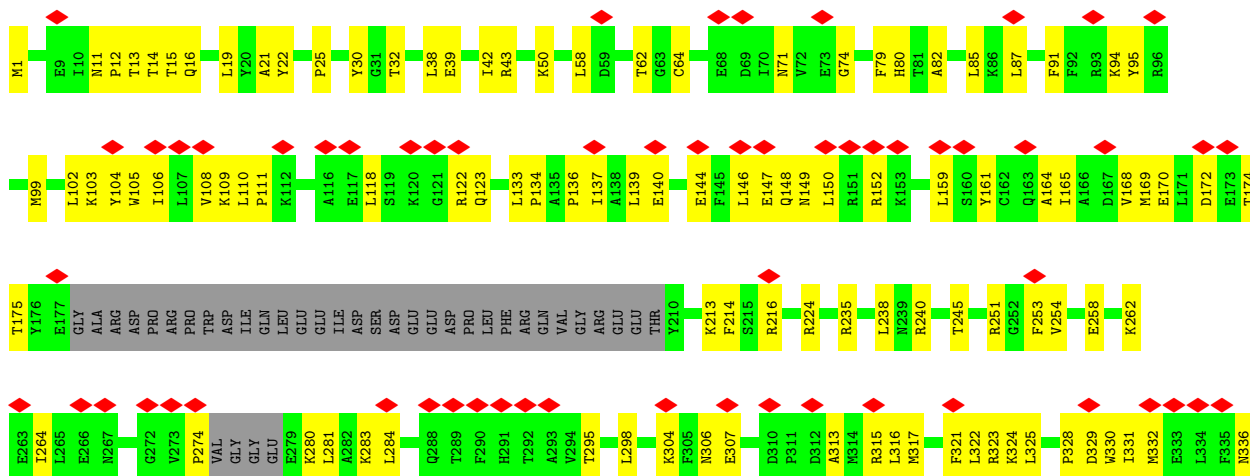 M1 E9 I10 N11 P12 T13 T14 T15 Q16 L19 Y20 A21 Y22 P25 Y30 G31 T32 L38 E39 I42 R43 K50 L58 D59 T62 G63 C64 E68 D69 I70 N71 V72 E73 G74 F79 H80 T81 A82 L85 K86 L87 F91 F92 R93 K94 Y95 R96
M99 L102 K103 Y104 W105 I106 L107 V108 K109 L110 P111 K112 A116 E117 L118 S119 K120 G121 R122 Q123 L133 P134 A135 P136 I137 A138 L139 E140 E144 F145 L146 E147 Q148 N149 L150 R151 R152 K153 L159 S160 Y161 C162 Q163 A164 I165 A166 D167 V168 M169 E170 L171 D172 E173 T174
T175 Y176 E177 GLY ALA ARG ASP PRO ARG PRO TRP ASP ILE GLN LEU GLU GLU ILE ASP SER ASP GLU GLU ASP PRO LEU PHE ARG GLN VAL GLY ARG GLU GLU THR Y210 K213 F214 S215 R216 R224 R235 L238 N239 R240 T245 R251 G252 F253 V254 E258 K262
E263 I264 L265 E266 N267 G272 V273 P274 VAL GLY GLY GLU E279 K280 L281 A282 K283 L284 Q288 T289 F290 H291 T292 A293 V294 T295 L298 K304 F305 N306 E307 D310 P311 D312 A313 M314 R315 L316 M317 F321 L322 R323 K324 L325 P328 D329 W330 I331 M332 E333 L334 F335 N336